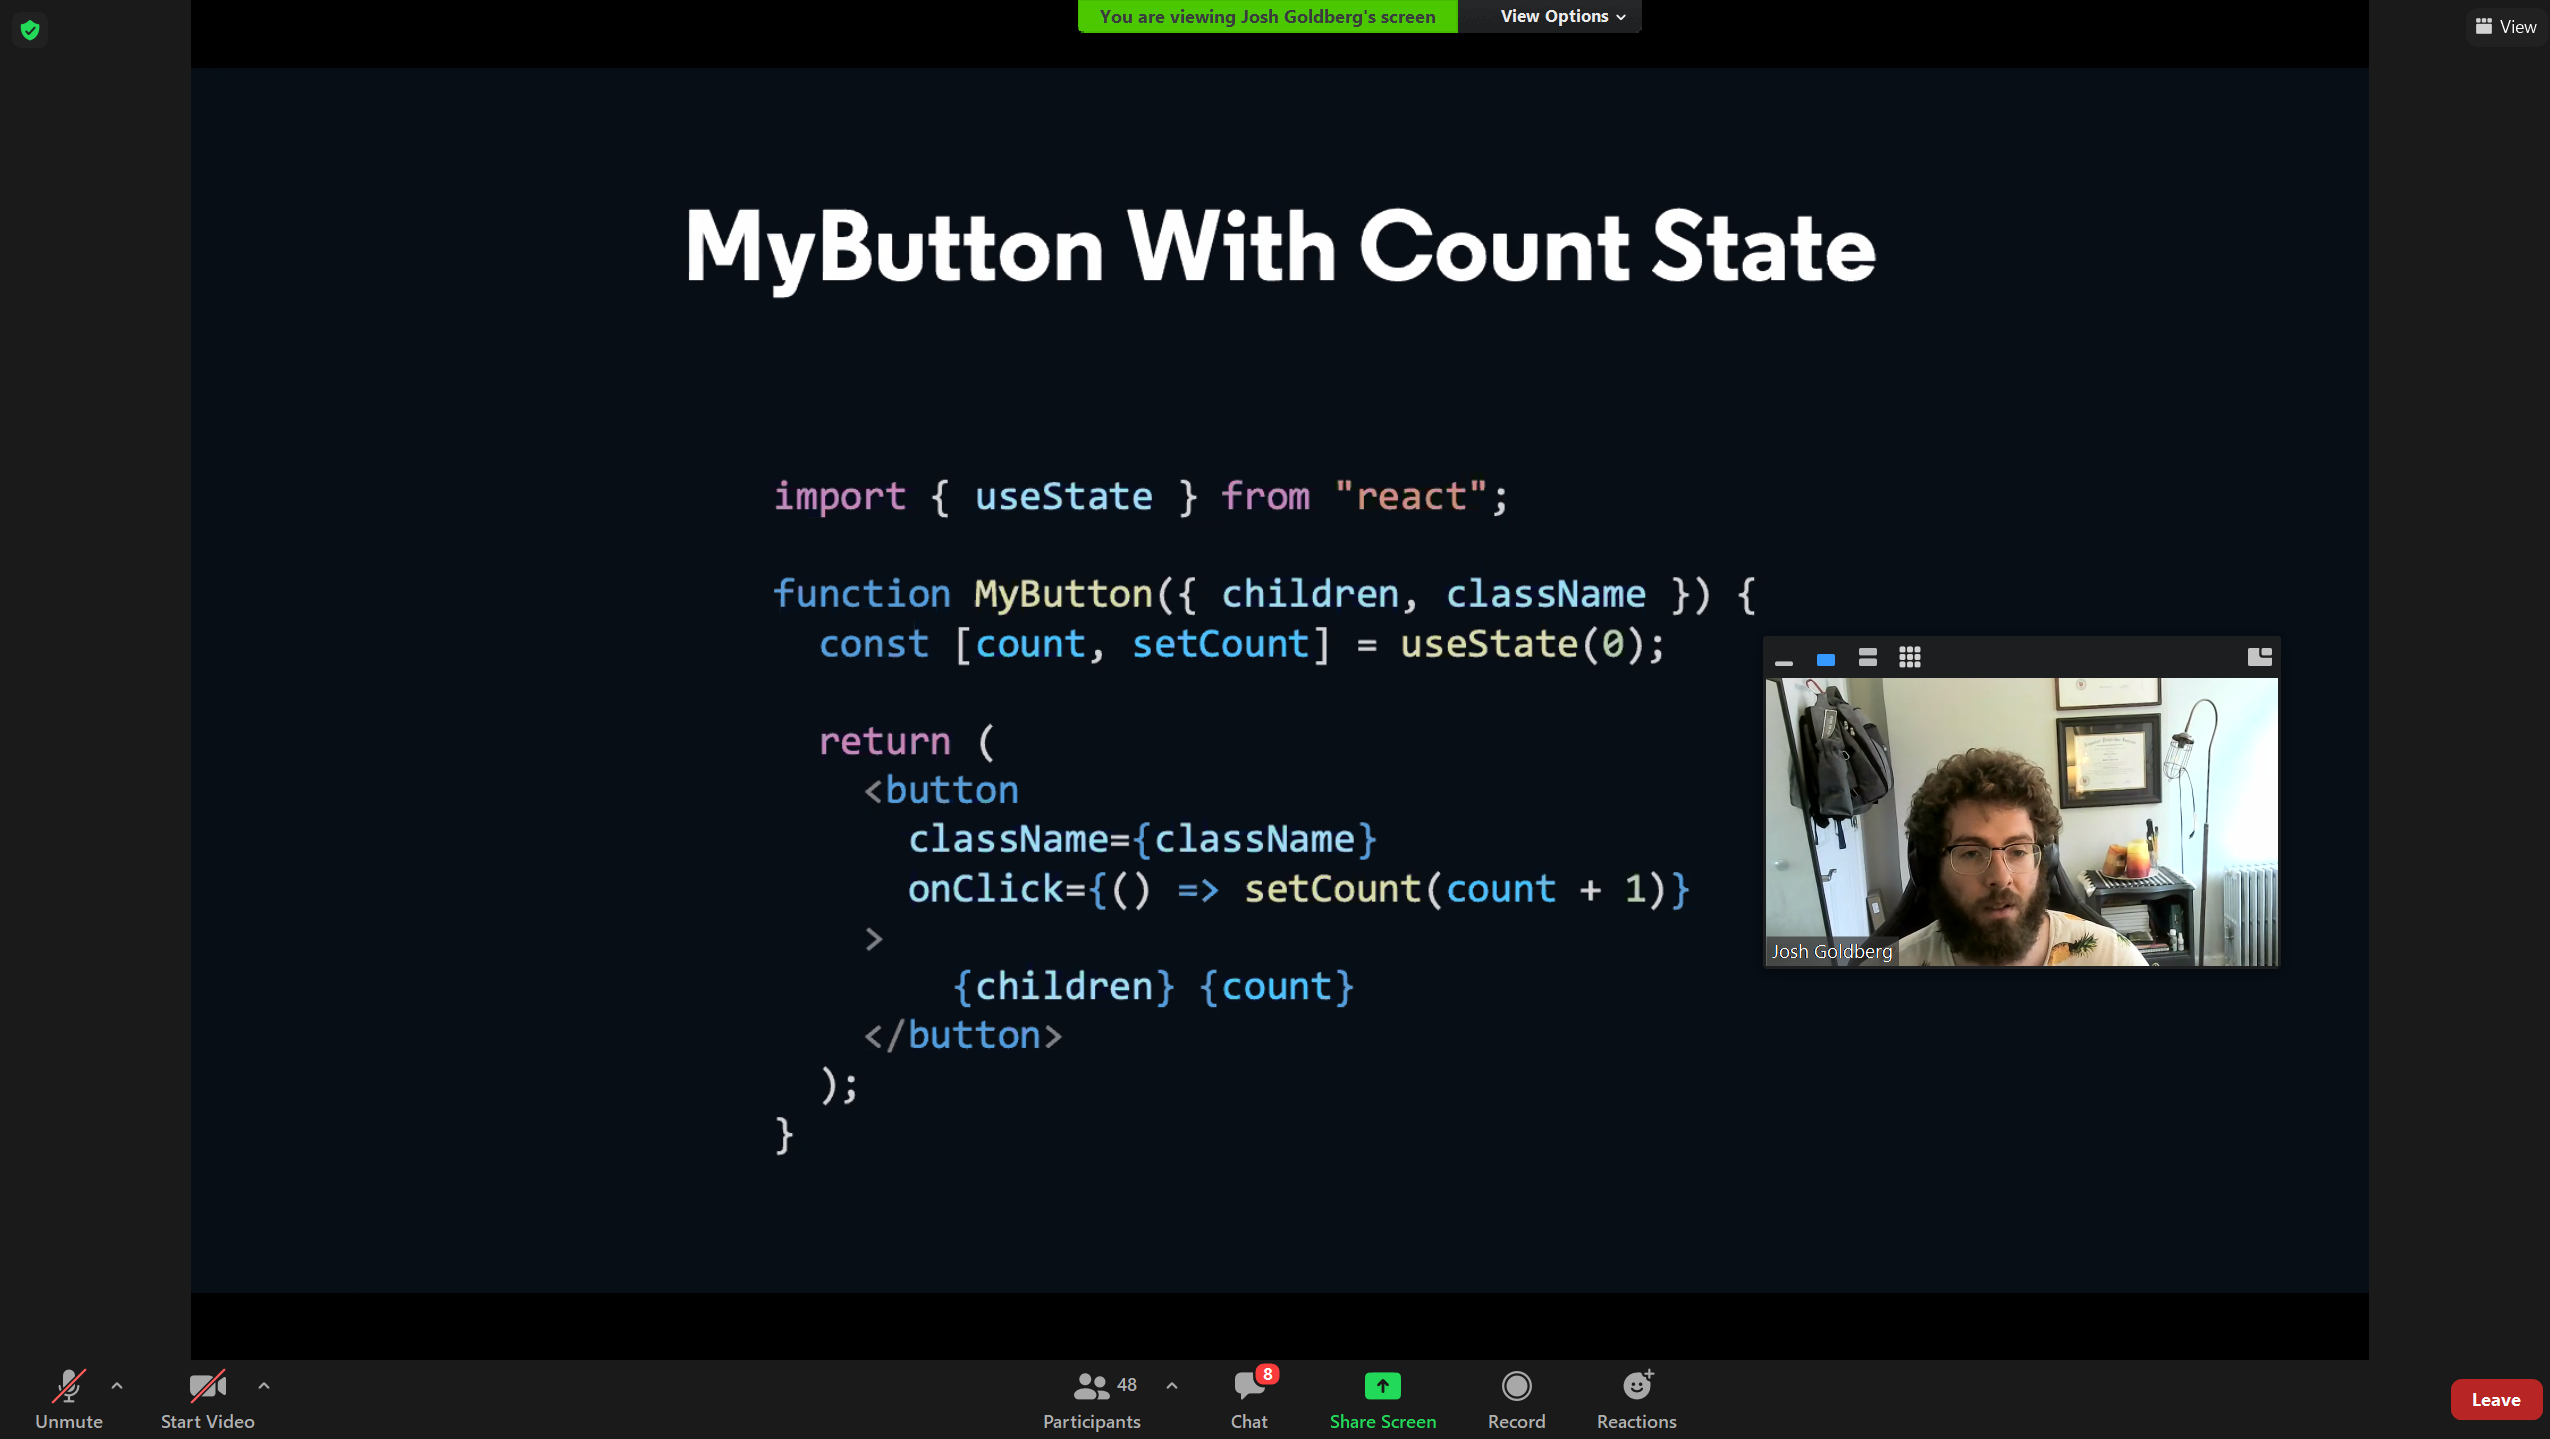 You are viewing Josh Goldberg's screen
View Options
View
MyButton With Count State
import { useState } from "react";
function MyButton({ children, className }) {
const [count, setCount] = useState(0);
return (
<button
className={className}
onClick={() => setCount(count + 1)}
>
{children} {count}
</button>
);
}
Josh Goldberg
Unmute
Start Video
48
Participants
8
Chat
Share Screen
Record
Reactions
Leave